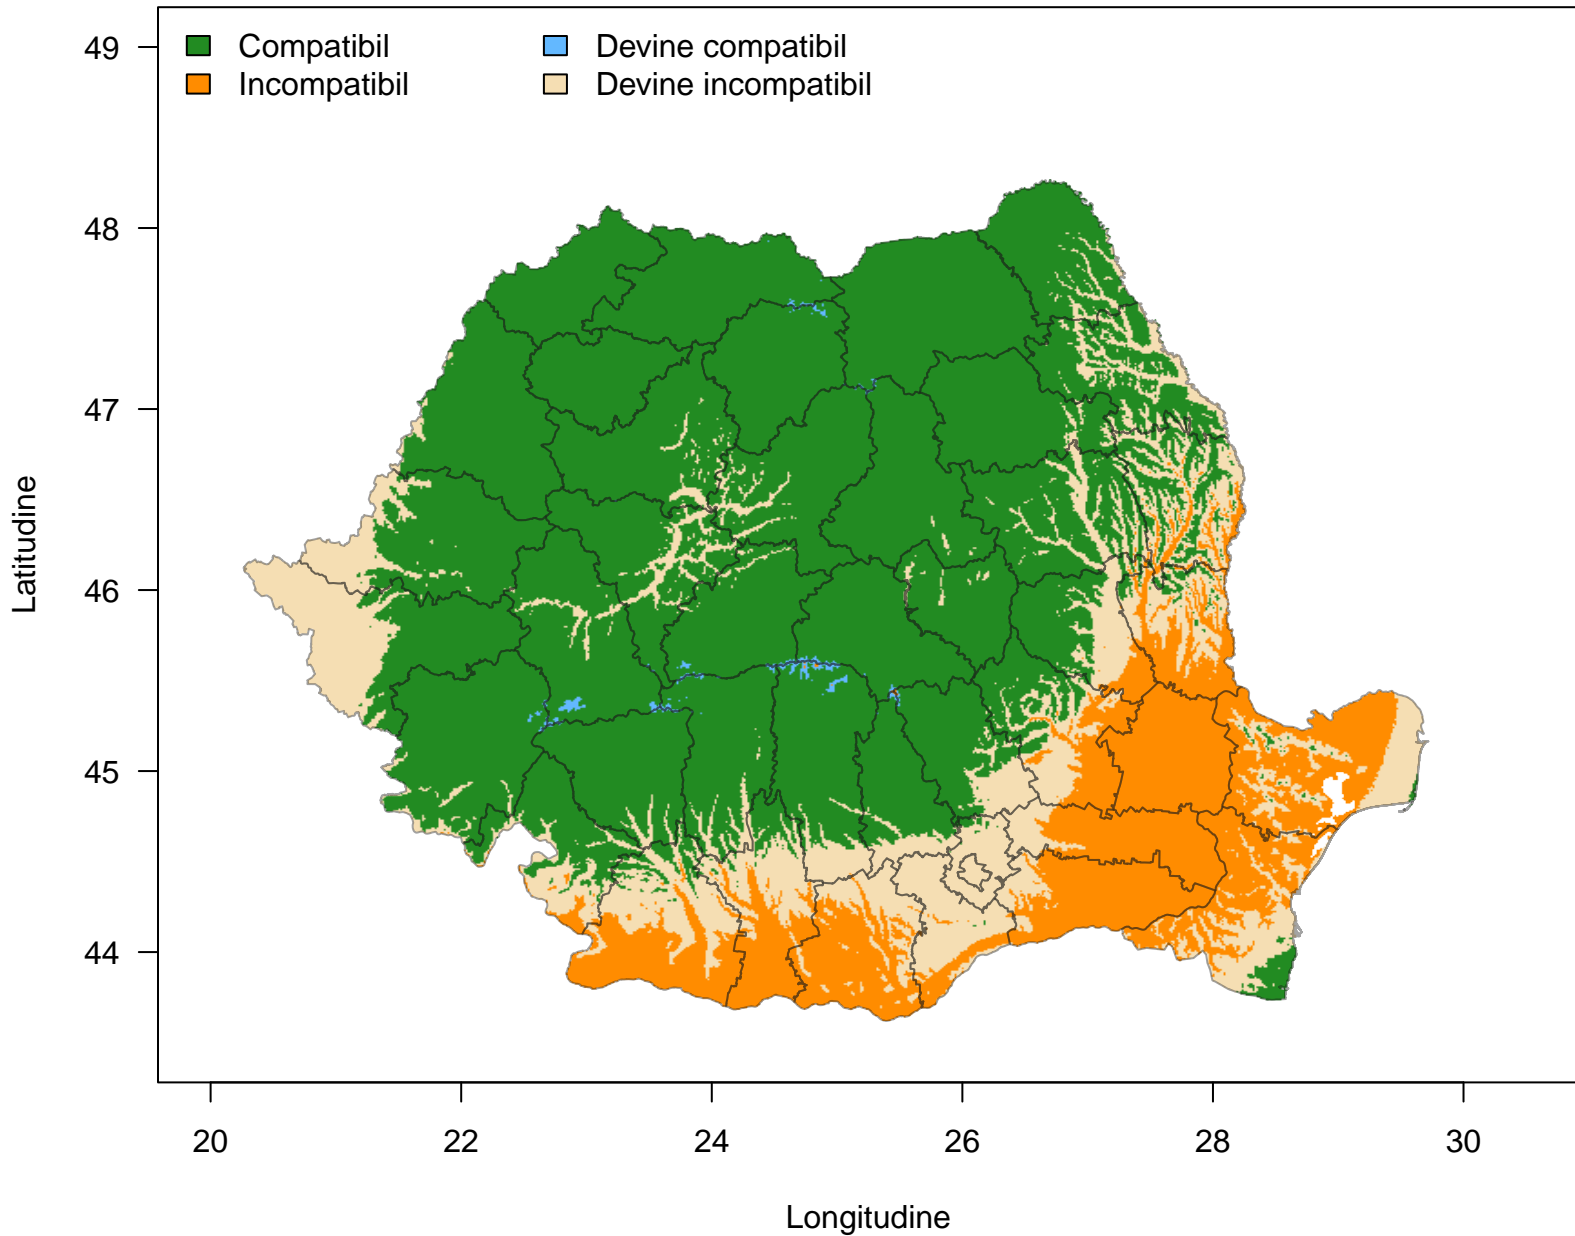 Compatibil
Incompatibil
Devine compatibil
Devine incompatibil
49
48
47
46
45
44
Latitudine
20 22 24 26 28 30
Longitudine